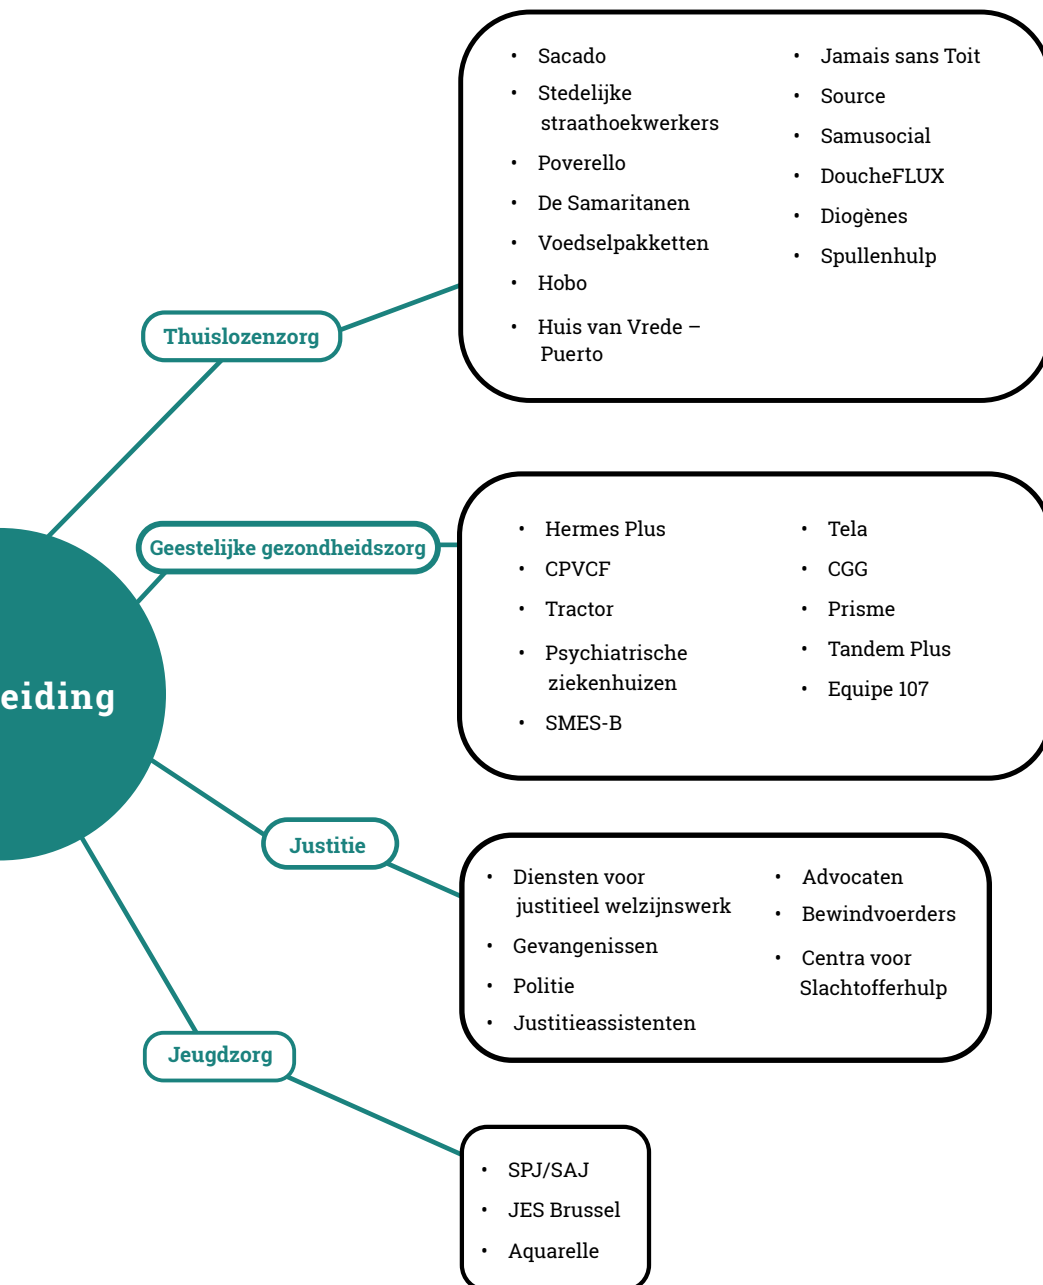 Sacado
Stedelijke
straathoekwerkers
Poverello
De Samaritanen
Voedselpakketten
Hobo
Huis van Vrede –
Puerto
Jamais sans Toit
Source
Samusocial
DoucheFLUX
Diogènes
Spullenhulp
Thuislozenzorg
Geestelijke gezondheidszorg
Hermes Plus
CPVCF
Tractor
Psychiatrische
ziekenhuizen
SMES-B
Tela
CGG
Prisme
Tandem Plus
Equipe 107
eiding
Justitie
Diensten voor
justitieel welzijnswerk
Gevangenissen
Politie
Justitieassistenten
Advocaten
Bewindvoerders
Centra voor
Slachtofferhulp
Jeugdzorg
SPJ/SAJ
JES Brussel
Aquarelle